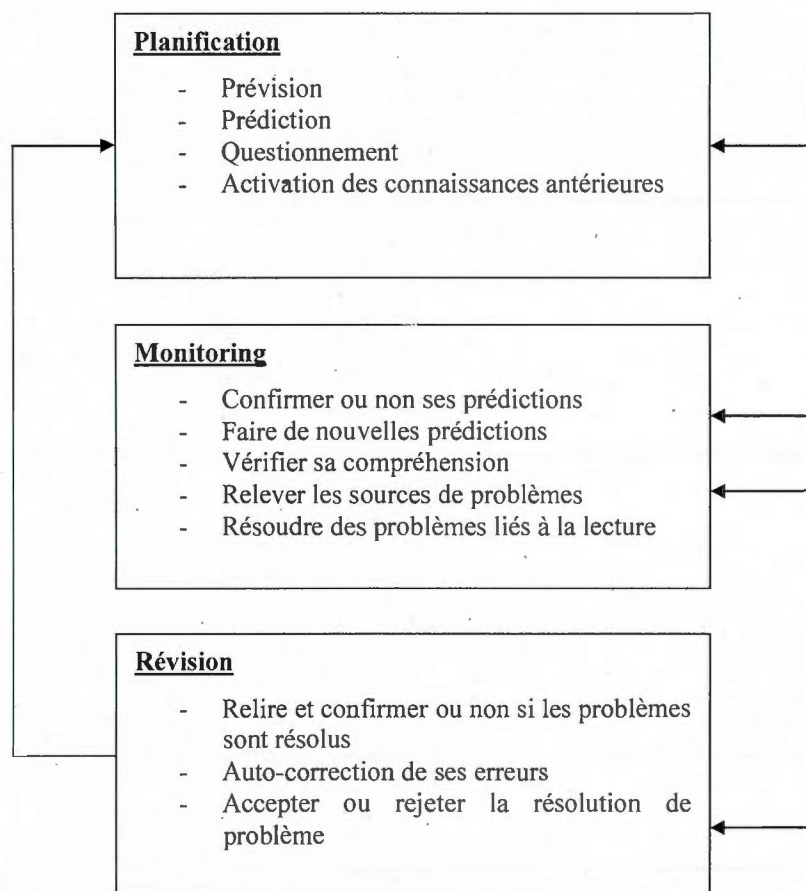 Planification
- Prévision
- Prédiction
- Questionnement
- Activation des connaissances antérieures
Monitoring
- Confirmer ou non ses prédictions
- Faire de nouvelles prédictions
- Vérifier sa compréhension
- Relever les sources de problèmes
- Résoudre des problèmes liés à la lecture
Révision
- Relire et confirmer ou non si les problèmes
sont résolus
- Auto-correction de ses erreurs
- Accepter ou rejeter la résolution de
problème